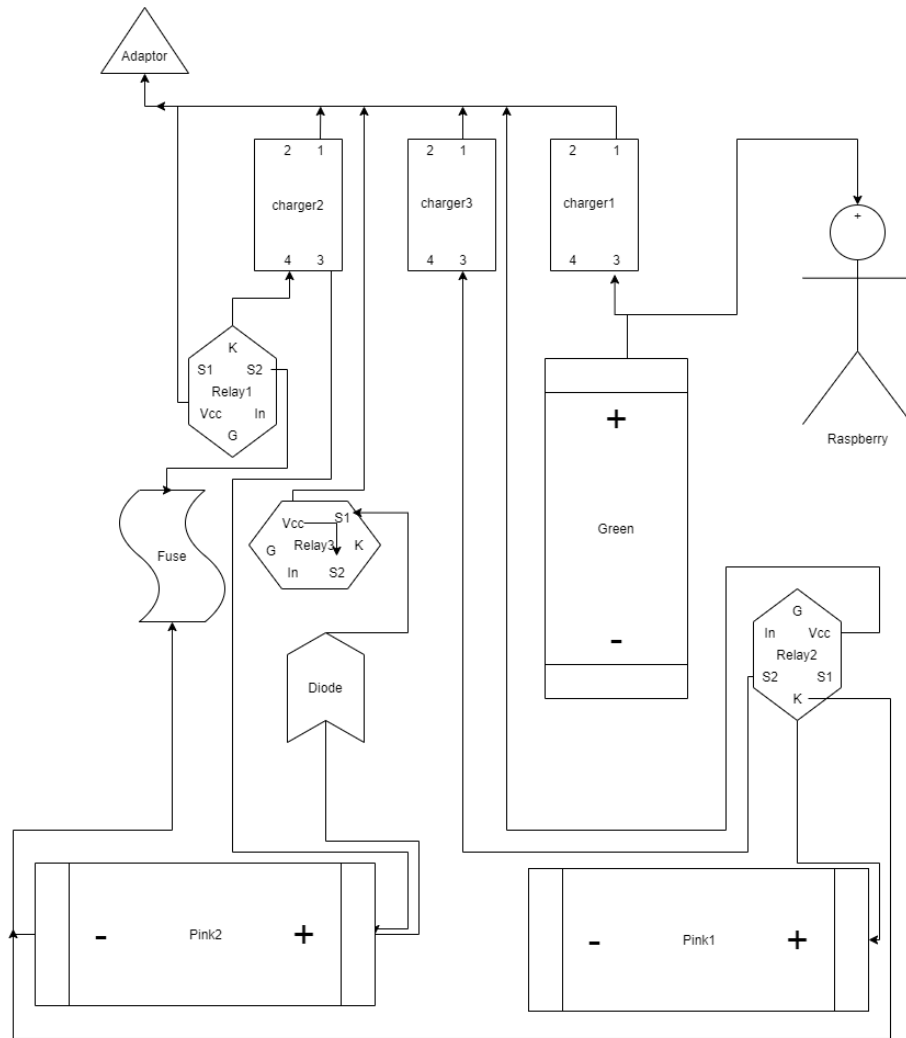 Adaptor
2 1
charger2
4 3
2 1
charger3
4 3
2 1
charger1
4 3
+
Raspberry
K
S1 S2
Relay1
Vcc In
G
+
Green
-
Fuse
Vcc S1
G Relay3 K
In S2
Diode
G
In Vcc
Relay2
S2 S1
K
- Pink2 +
- Pink1 +